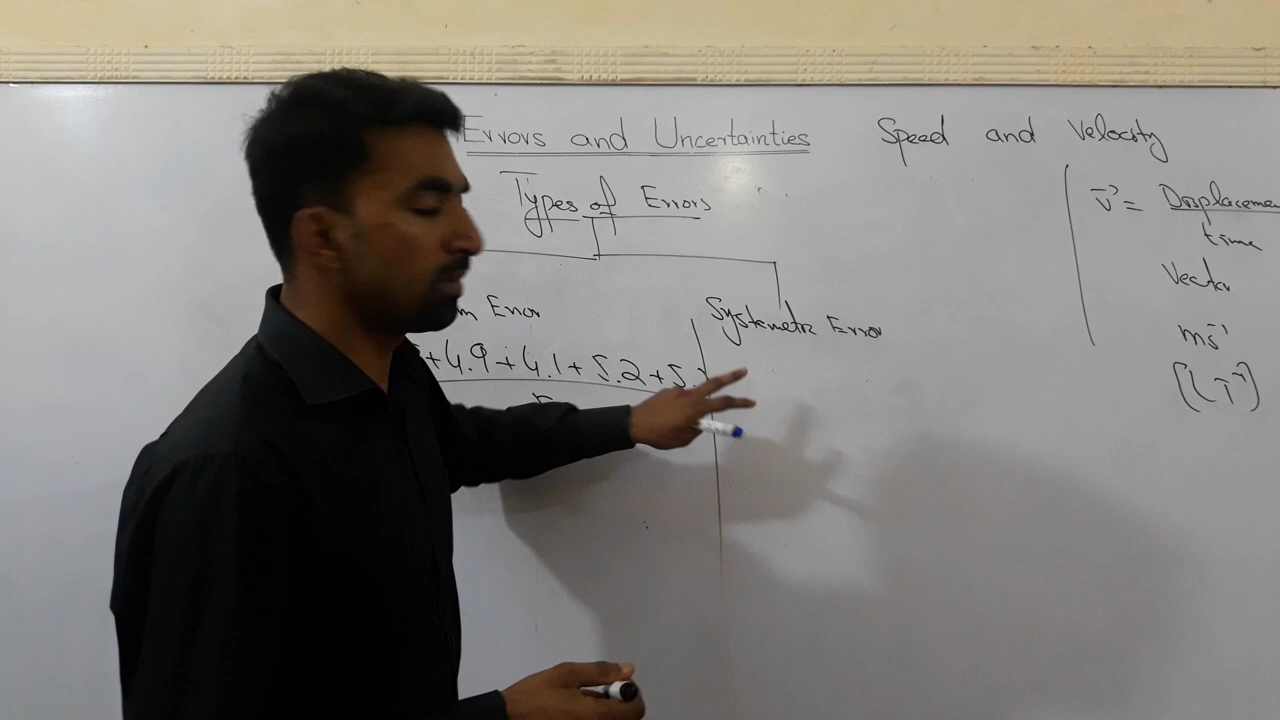 Errors and Uncertainties
Types of Errors
m Error
+4.9+4.1+5.2+5.
Systematic Error
Speed and Velocity
v⃗ = Displacemen
time
Vector
ms⁻¹
[LT⁻¹]